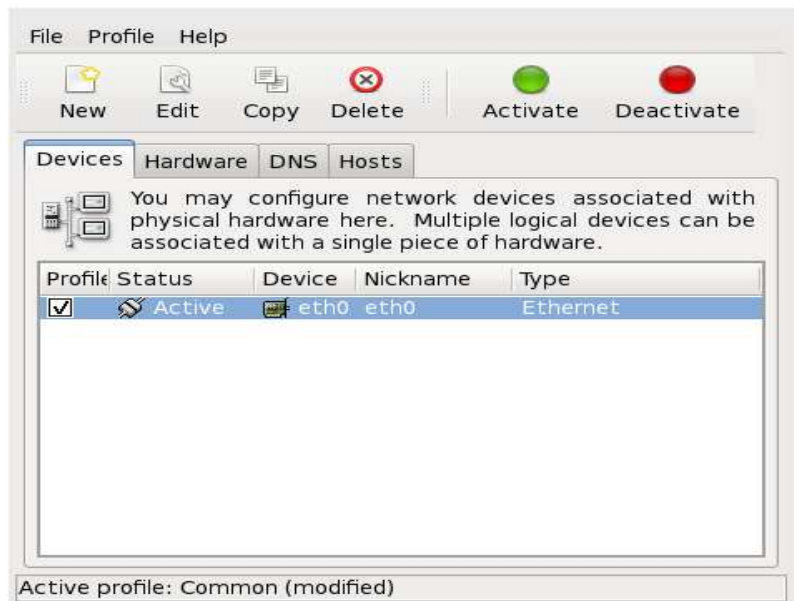 File Profile Help
New Edit Copy Delete Activate Deactivate
Devices Hardware DNS Hosts
You may configure network devices associated with
physical hardware here. Multiple logical devices can be
associated with a single piece of hardware.
Profile Status Device Nickname Type
Active eth0 eth0 Ethernet
Active profile: Common (modified)